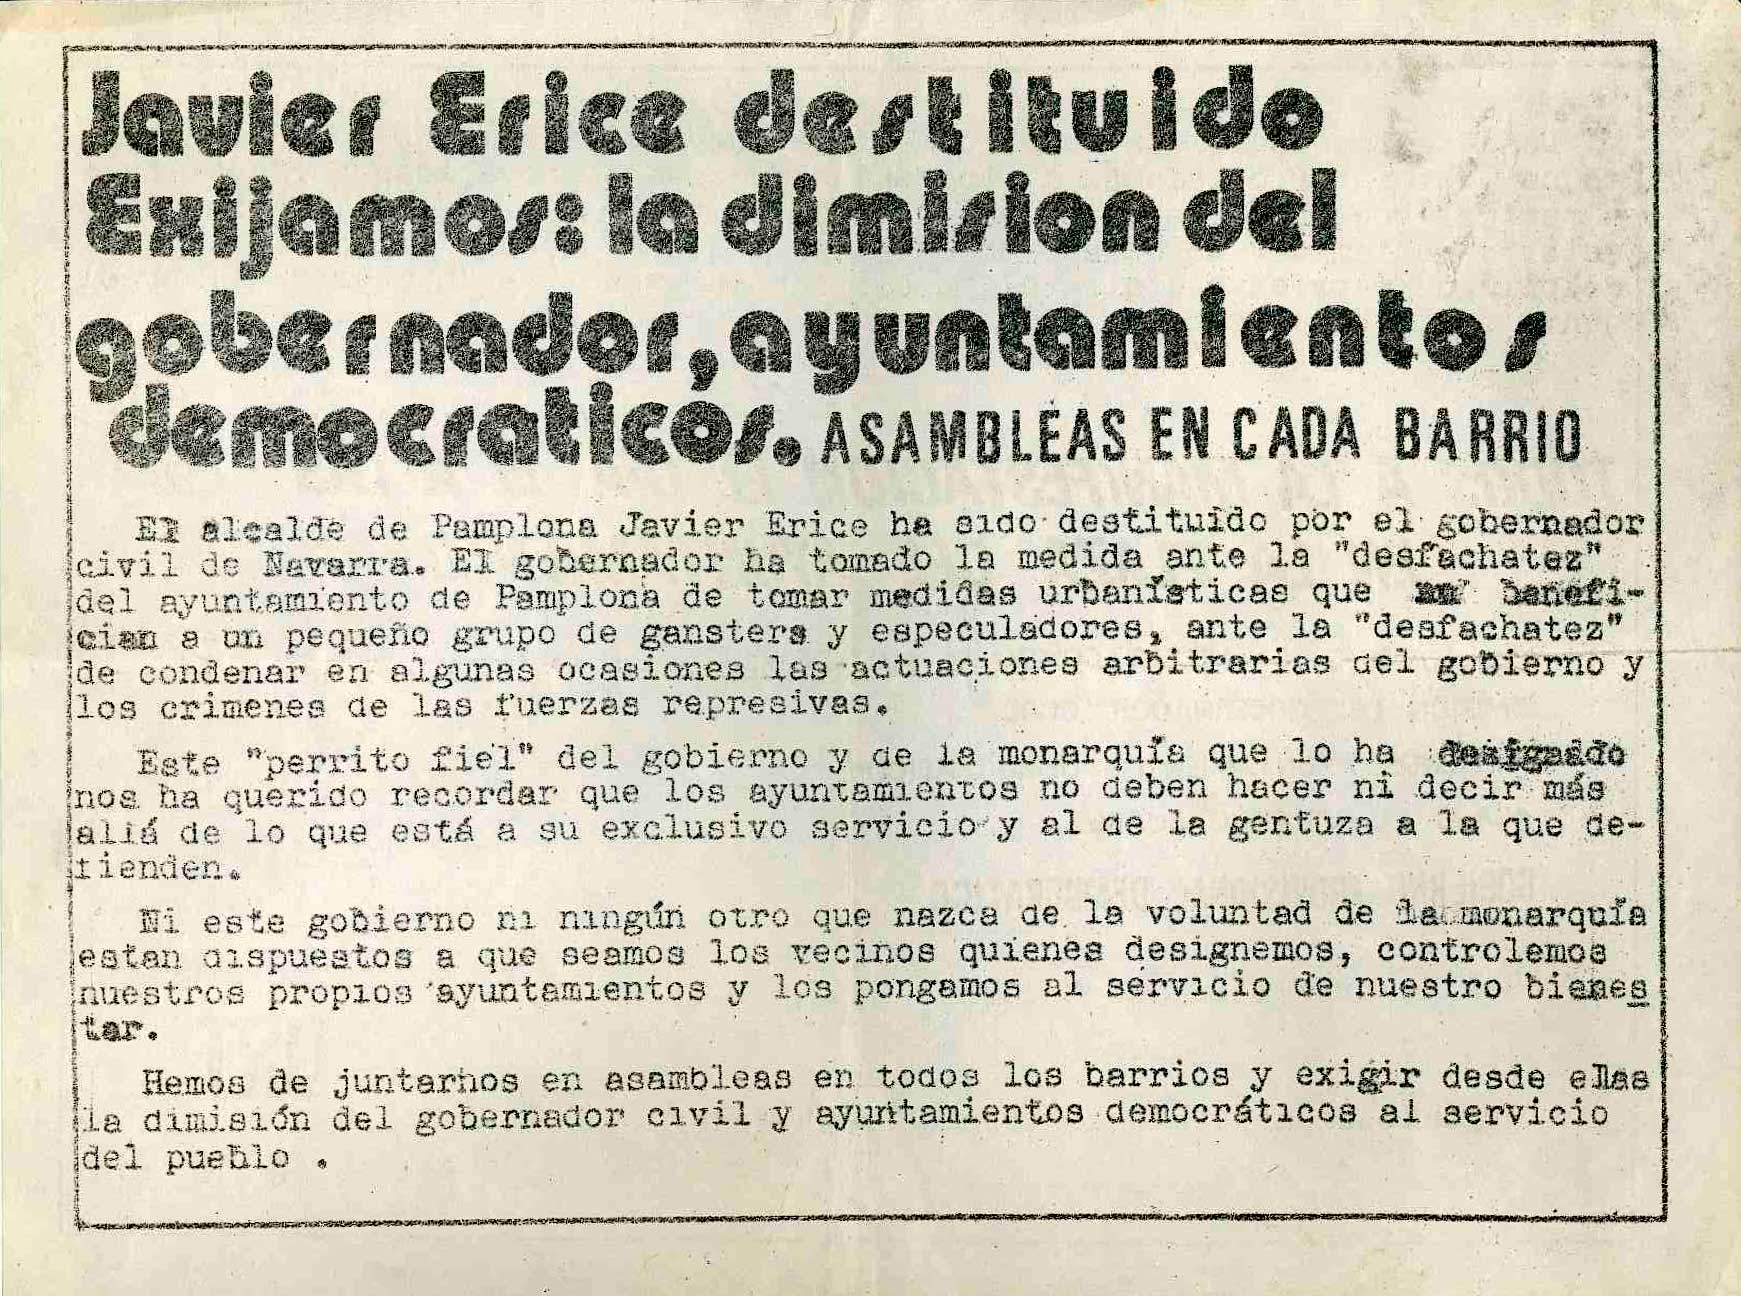 Javier Erice destituido
Exijamos: la dimision del
gobernador, ayuntamientos
democraticós. ASAMBLEAS EN CADA BARRIO
El alcalde de Pamplona Javier Erice ha sido destituído por el gobernador
civil de Navarra. El gobernador ha tomado la medida ante la "desfachatez"
del ayuntamiento de Pamplona de tomar medidas urbanísticas que benefi-
cian a un pequeño grupo de gansters y especuladores, ante la "desfachatez"
de condenar en algunas ocasiones las actuaciones arbitrarias del gobierno y
los crimenes de las fuerzas represivas.
Este "perrito fiel" del gobierno y de la monarquía que lo ha
nos ha querido recordar que los ayuntamientos no deben hacer ni decir más
allá de lo que está a su exclusivo servicio y al de la gentuza a la que de-
fienden.
Ni este gobierno ni ningún otro que nazca de la voluntad de la monarquía
estan dispuestos a que seamos los vecinos quienes designemos, controlemos
nuestros propios ayuntamientos y los pongamos al servicio de nuestro bienes
tar.
Hemos de juntarnos en asambleas en todos los barrios y exigir desde ellas
la dimisión del gobernador civil y ayuntamientos democráticos al servicio
del pueblo .